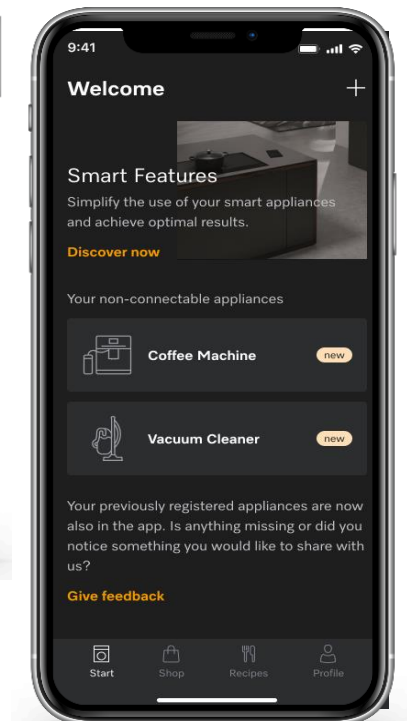 9:41
Welcome
Smart Features
Simplify the use of your smart appliances
and achieve optimal results.
Discover now
Your non-connectable appliances
Coffee Machine new
Vacuum Cleaner new
Your previously registered appliances are now
also in the app. Is anything missing or did you
notice something you would like to share with
us?
Give feedback
Start Shop Recipes Profile